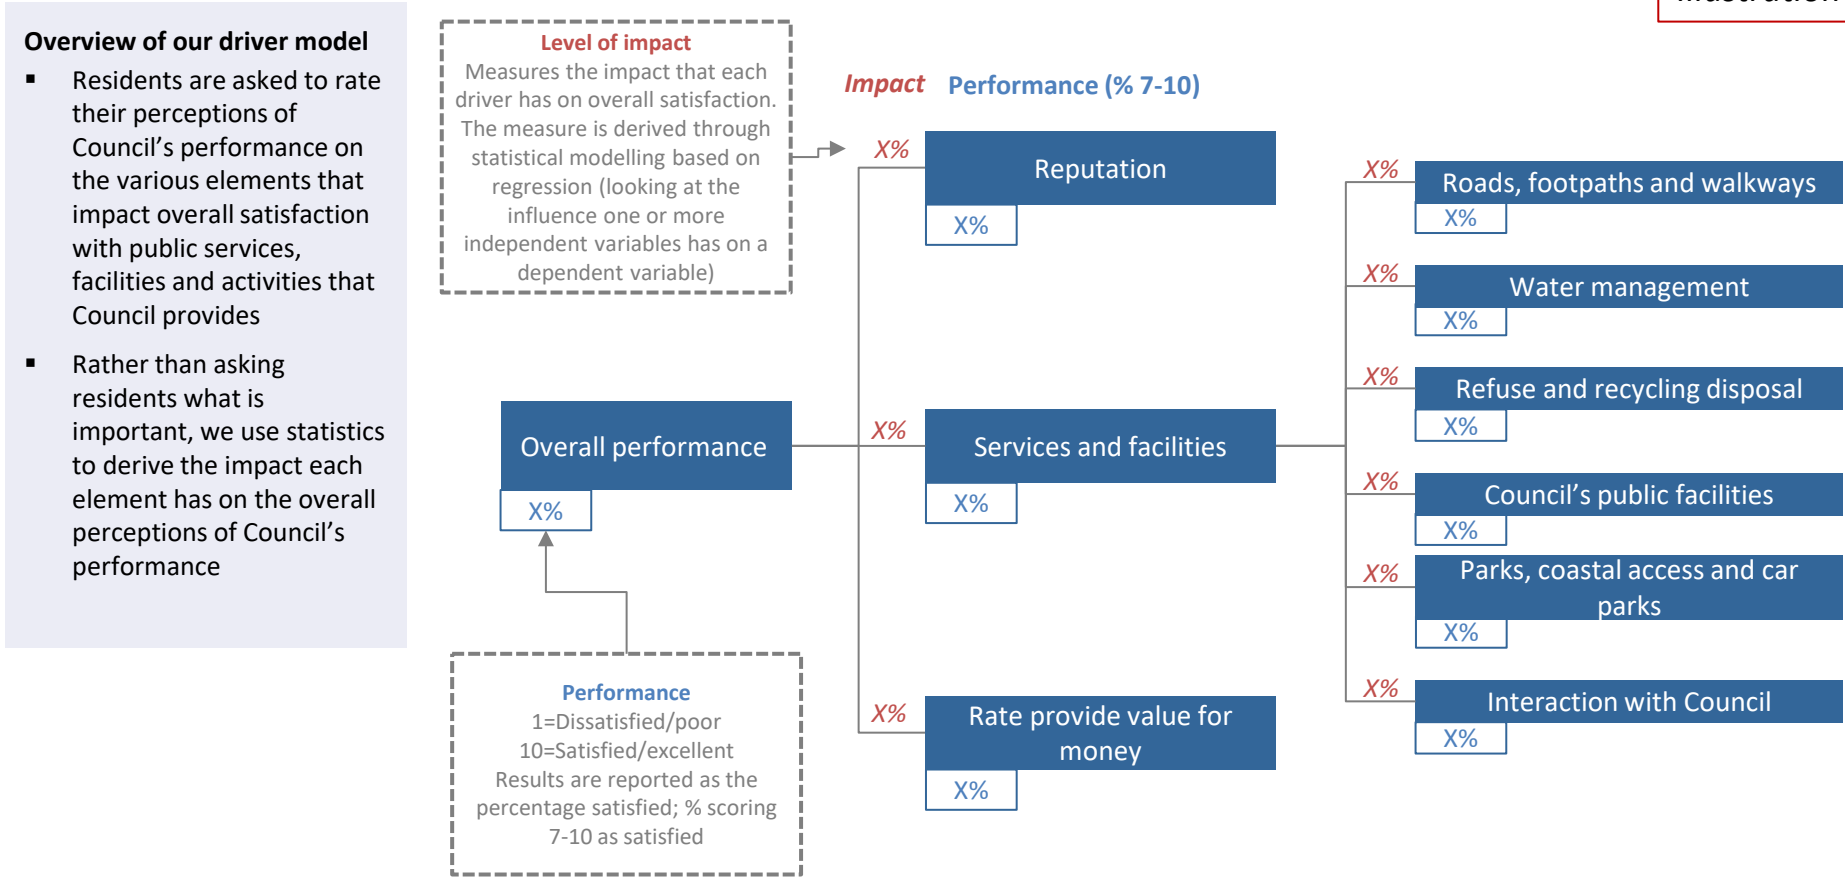 Overview of our driver model
▪ Residents are asked to rate
their perceptions of
Council's performance on
the various elements that
impact overall satisfaction
with public services,
facilities and activities that
Council provides
▪ Rather than asking
residents what is
important, we use statistics
to derive the impact each
element has on the overall
perceptions of Council's
performance
Level of impact
Measures the impact that each
driver has on overall satisfaction.
The measure is derived through
statistical modelling based on
regression (looking at the
influence one or more
independent variables has on a
dependent variable)
Impact Performance (% 7-10)
Overall performance
X%
Performance
1=Dissatisfied/poor
10=Satisfied/excellent
Results are reported as the
percentage satisfied; % scoring
7-10 as satisfied
X%
Reputation
X%
X%
Services and facilities
X%
X%
Rate provide value for
money
X%
X%
Roads, footpaths and walkways
X%
X%
Water management
X%
X%
Refuse and recycling disposal
X%
X%
Council's public facilities
X%
X%
Parks, coastal access and car
parks
X%
X%
Interaction with Council
X%